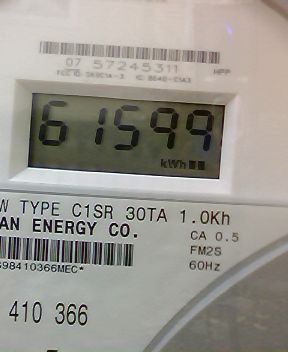 07 57245311
61599
kWh
W TYPE C1SR 30TA 1.0Kh
AN ENERGY CO.
CA 0.5
FM2S
60Hz
98410366MEC*
410 366